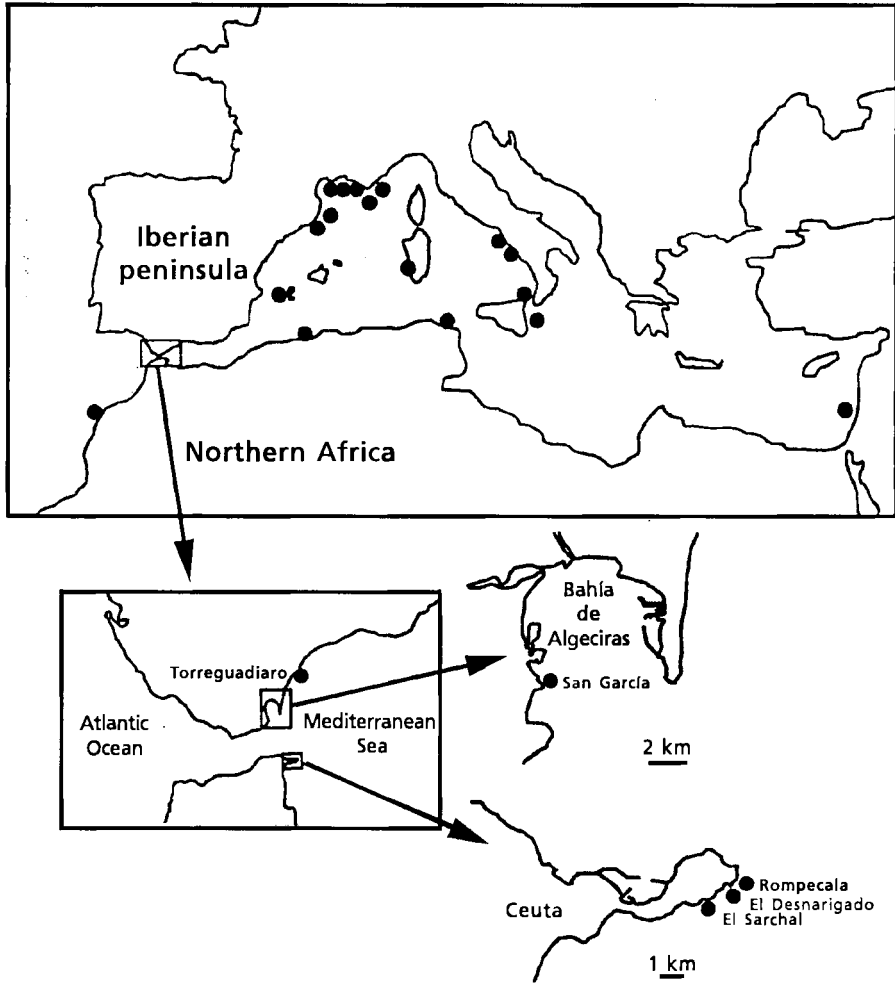 Iberian
peninsula
Northern Africa
Torreguadiaro
Atlantic
Ocean
Mediterranean
Sea
Bahía
de
Algeciras
San García
2 km
Ceuta
Rompecala
El Desnarigado
El Sarchal
1 km